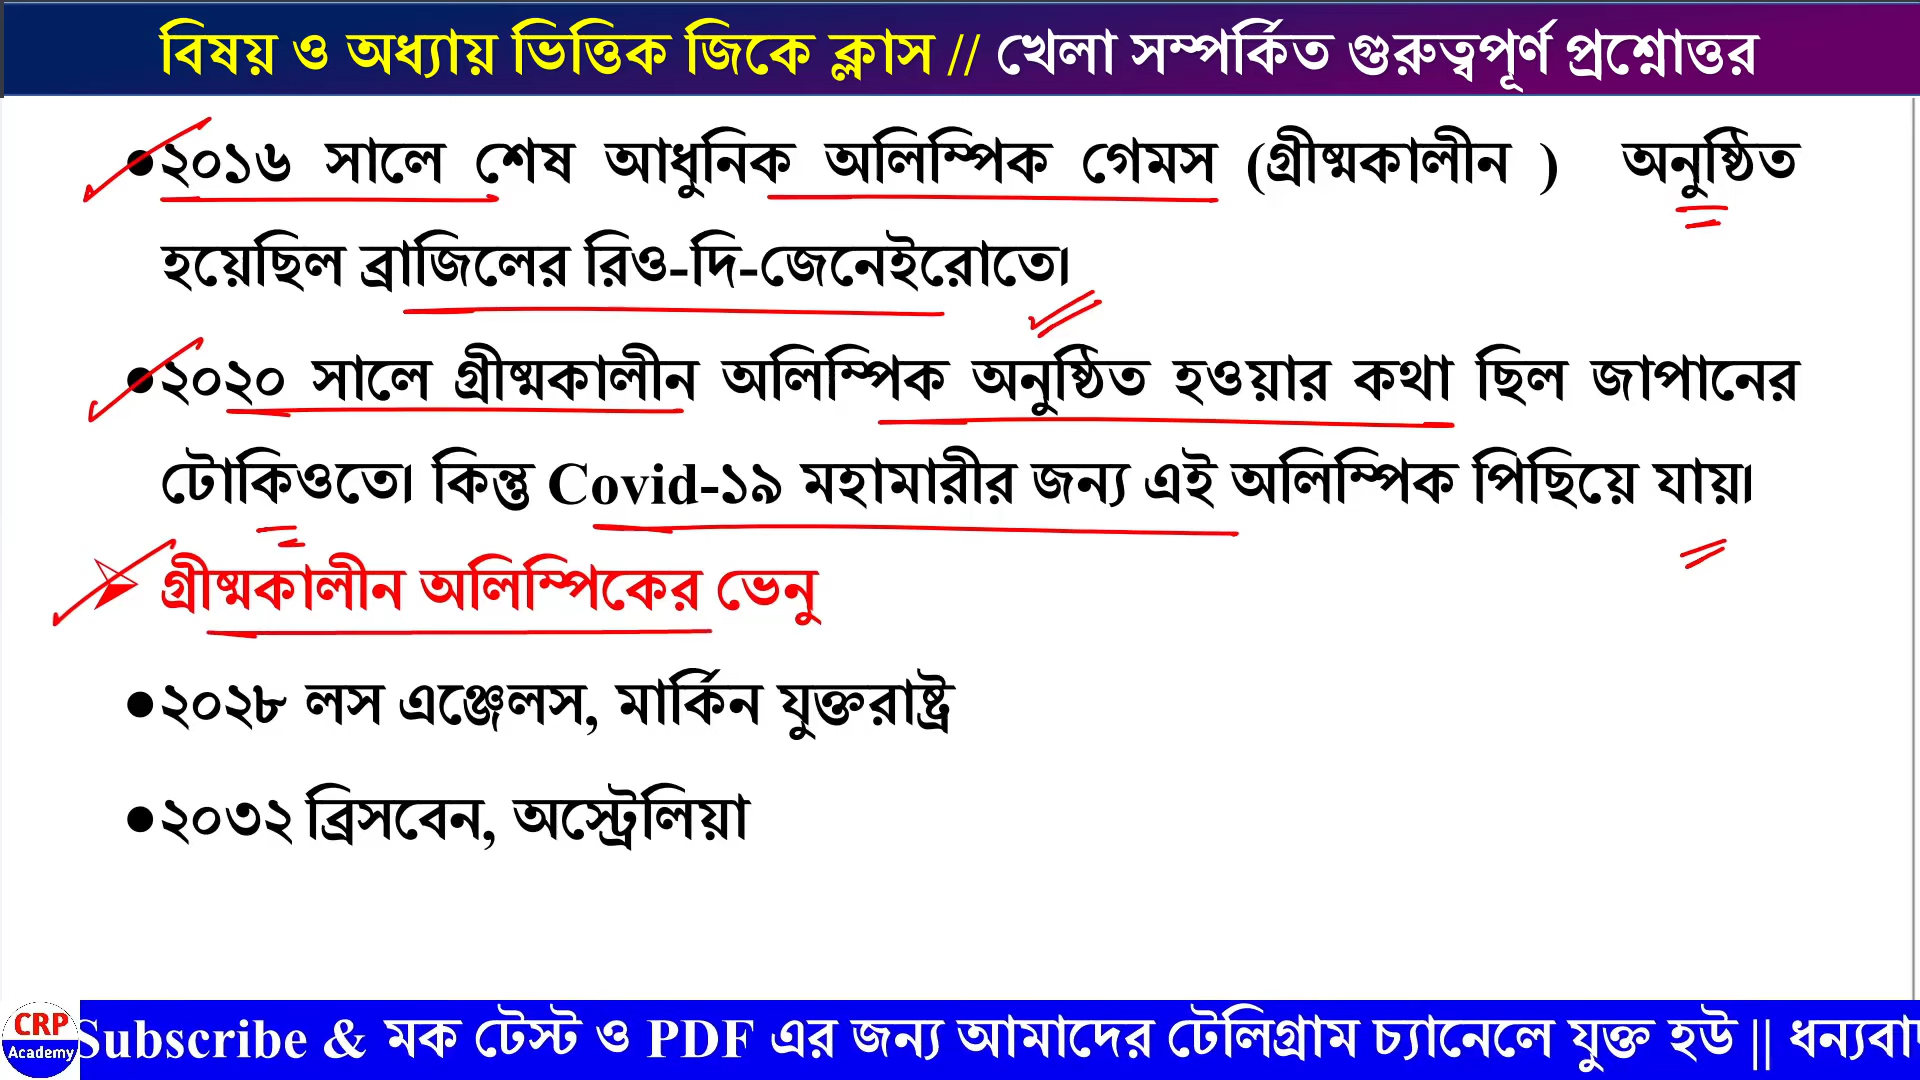 বিষয় ও অধ্যায় ভিত্তিক জিকে ক্লাস // খেলা সম্পর্কিত গুরুত্বপূর্ণ প্রশ্নোত্তর
●২০১৬ সালে শেষ আধুনিক অলিম্পিক গেমস (গ্রীষ্মকালীন ) অনুষ্ঠিত
হয়েছিল ব্রাজিলের রিও-দি-জেনেইরোতে।
●২০২০ সালে গ্রীষ্মকালীন অলিম্পিক অনুষ্ঠিত হওয়ার কথা ছিল জাপানের
টোকিওতে। কিন্তু Covid-১৯ মহামারীর জন্য এই অলিম্পিক পিছিয়ে যায়।
গ্রীষ্মকালীন অলিম্পিকের ভেনু
●২০২৮ লস এঞ্জেলস, মার্কিন যুক্তরাষ্ট্র
●২০৩২ ব্রিসবেন, অস্ট্রেলিয়া
CRP
Academy
Subscribe & মক টেস্ট ও PDF এর জন্য আমাদের টেলিগ্রাম চ্যানেলে যুক্ত হউ || ধন্যবা